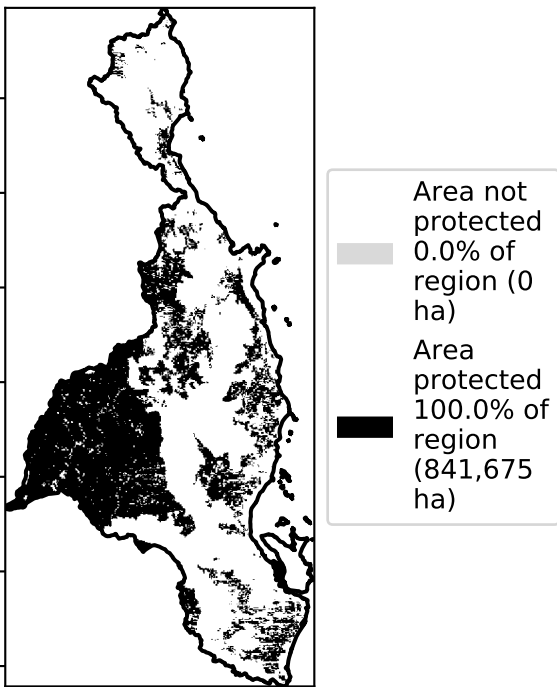 Area not
protected
0.0% of
region (0
ha)
Area
protected
100.0% of
region
(841,675
ha)